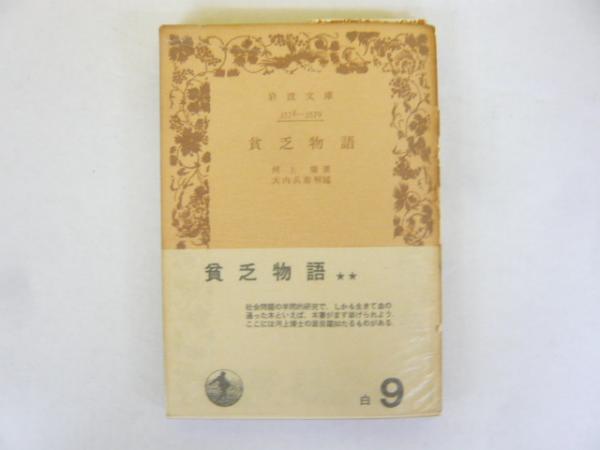 岩波文庫
1578—1579
貧乏物語
河上肇著
大内兵衛解題
貧乏物語 ★★
社会問題の学問的研究で、しかも生きて血の
通った本といえば、本書がまず挙げられよう。
ここには河上博士の面目躍如たるものがある.
白 9